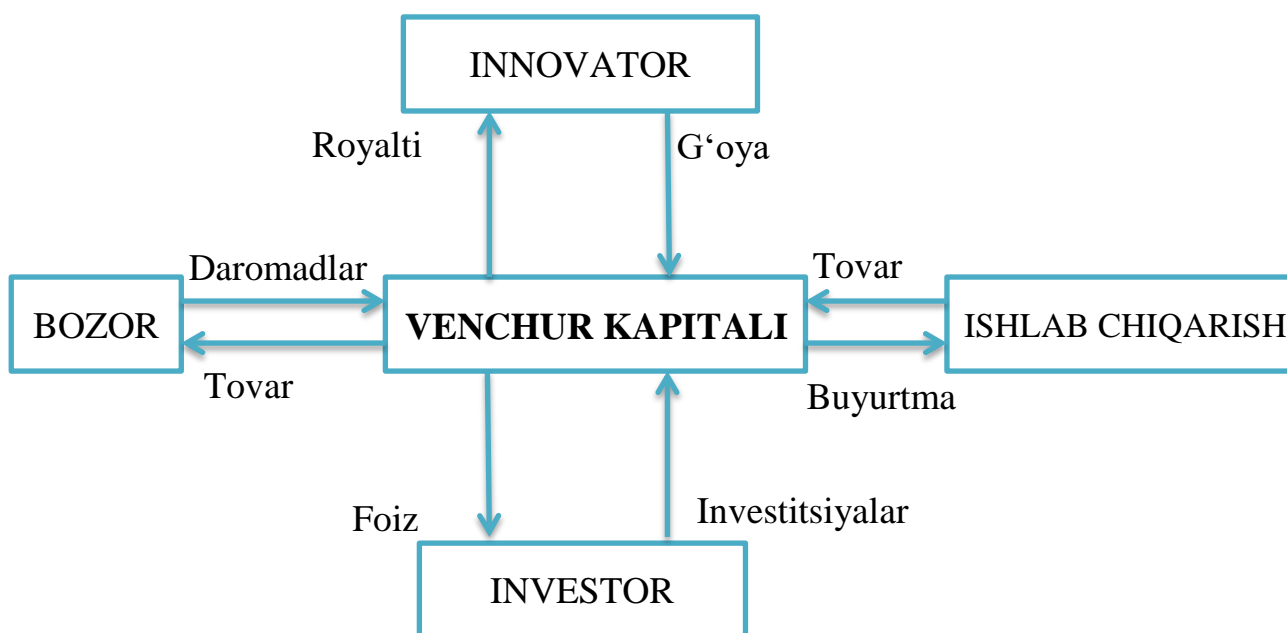 INNOVATOR
Royalti
G‘oya
Daromadlar
Tovar
BOZOR
VENCHUR KAPITALI
ISHLAB CHIQARISH
Tovar
Buyurtma
Foiz
Investitsiyalar
INVESTOR